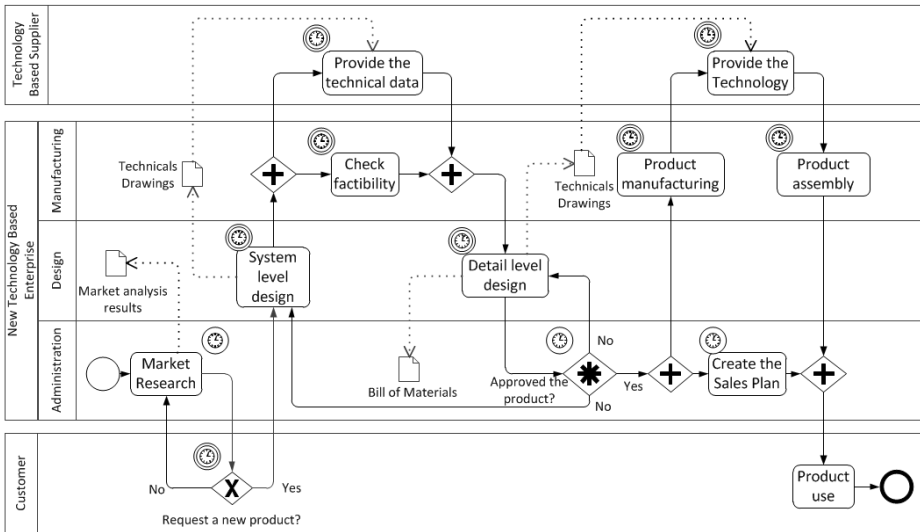 Technology
Based Supplier
Provide the
technical data
Provide the
Technology
New Technology Based
Enterprise
Manufacturing
Technicals
Drawings
Check
factibility
Technicals
Drawings
Product
manufacturing
Product
assembly
Design
Market analysis
results
System
level
design
Detail level
design
Administration
Market
Research
Bill of Materials
Approved the
product?
No
Yes
No
Create the
Sales Plan
Customer
No
X
Yes
Request a new product?
Product
use